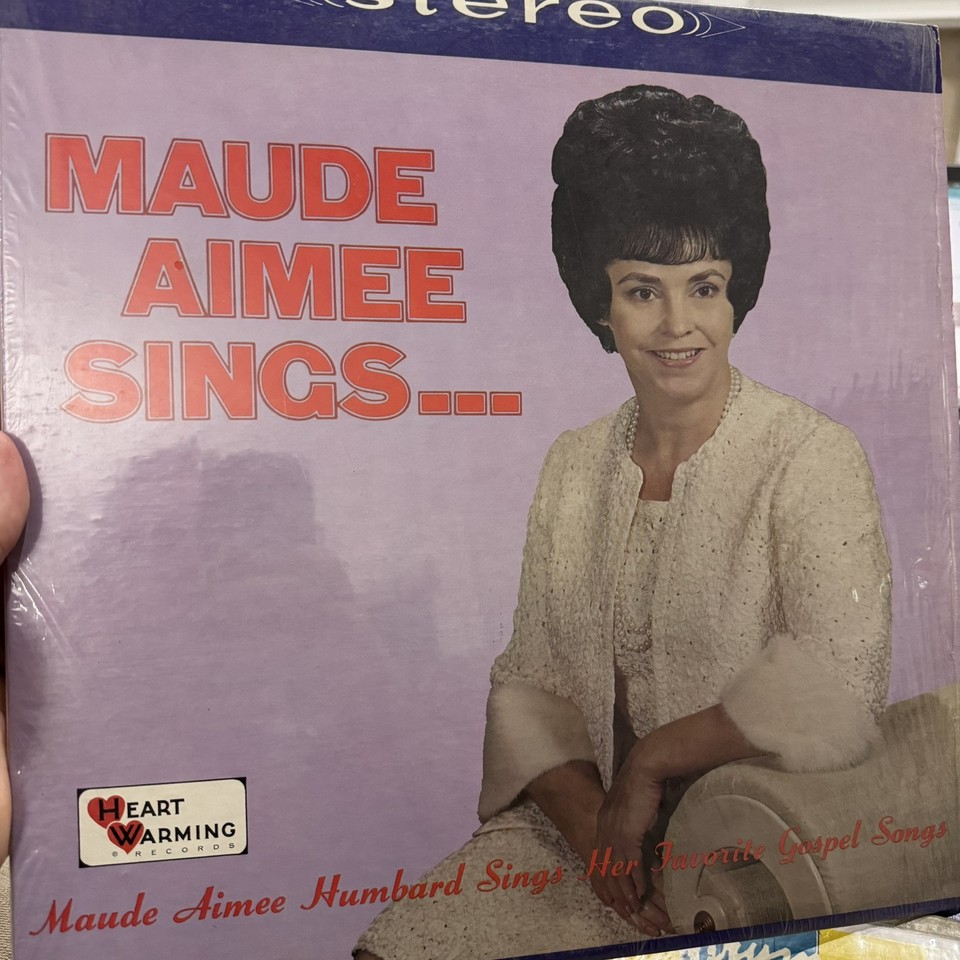 stereo
MAUDE
AIMEE
SINGS...
HEART
WARMING
® RECORDS
Maude Aimee Humbard Sings Her Favorite Gospel Songs